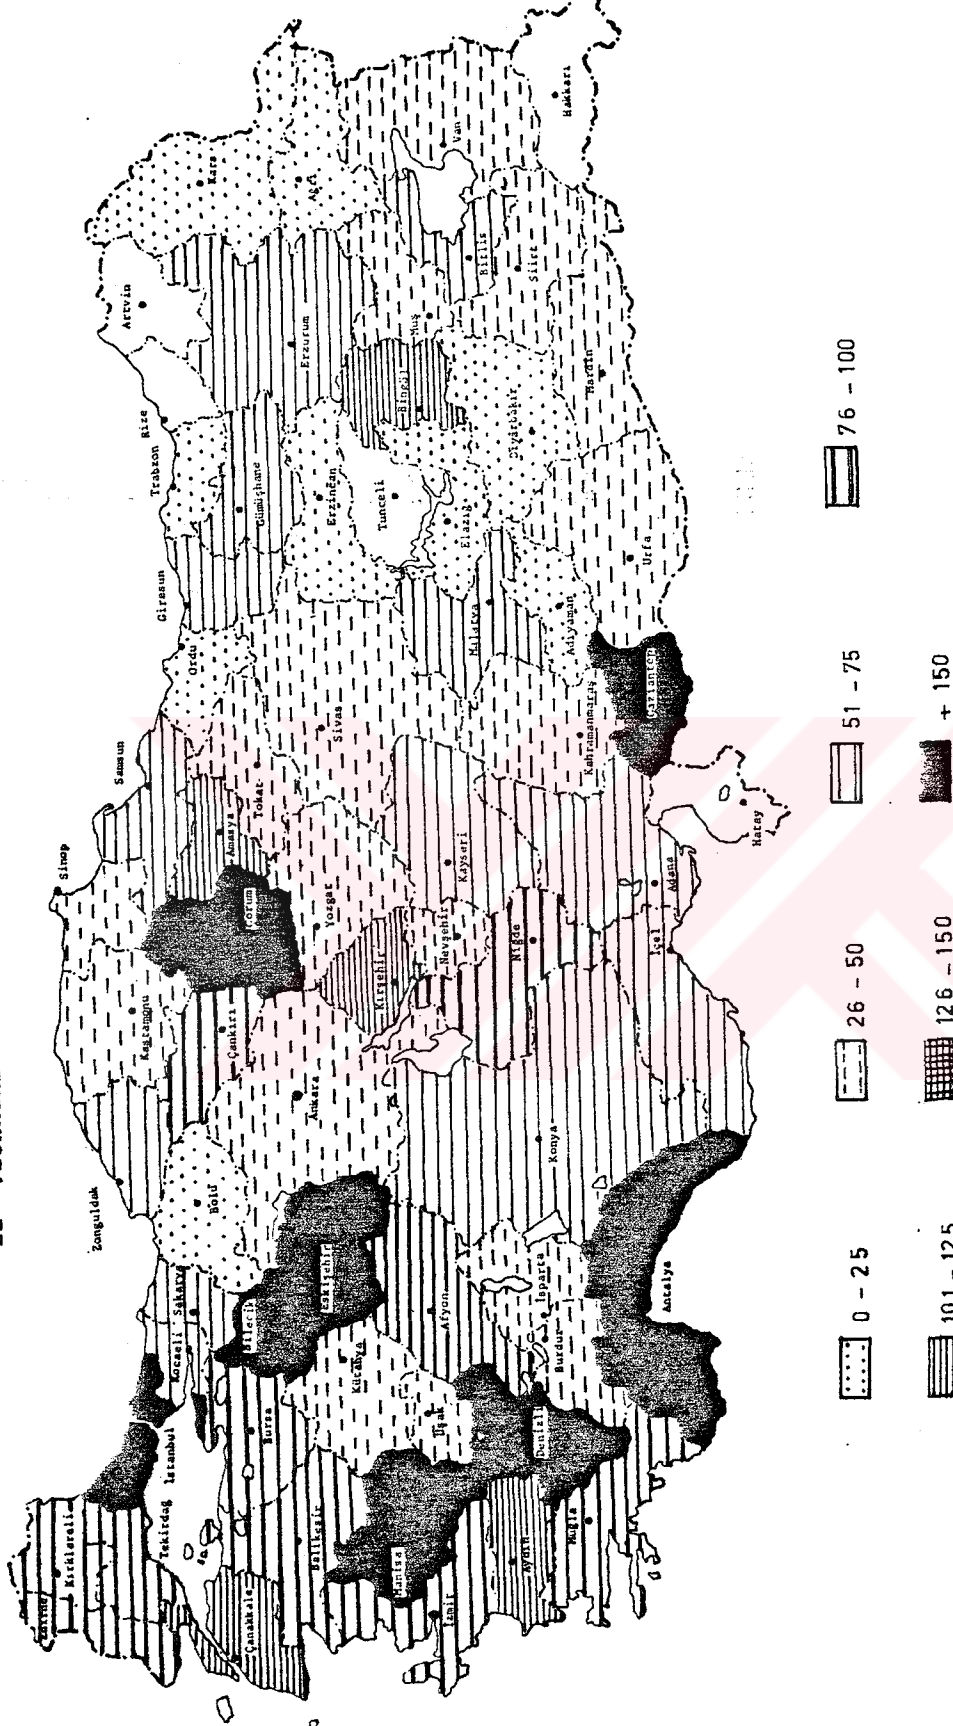 Kırklareli
Edirne
Tekirdağ
İstanbul
Kocaeli
Sakarya
Zonguldak
Bolu
Kastamonu
Sinop
Çankırı
Çorum
Samsun
Amasya
Tokat
Ordu
Giresun
Trabzon
Rize
Artvin
Kars
Gümüşhane
Erzurum
Ağrı
Çanakkale
Balıkesir
Bursa
Bilecik
Eskişehir
Kütahya
Ankara
Kırşehir
Yozgat
Sivas
Erzincan
Tunceli
Bingöl
Muş
Bitlis
Van
Hakkari
Manisa
İzmir
Uşak
Afyon
Aydın
Denizli
Muğla
Burdur
Isparta
Antalya
Konya
Nevşehir
Niğde
Kayseri
İçel
Adana
Hatay
Kahramanmaraş
Gaziantep
Malatya
Adıyaman
Elazığ
Diyarbakır
Urfa
Mardin
Siirt
0 - 25
26 - 50
51 - 75
76 - 100
101 - 125
126 - 150
+ 150